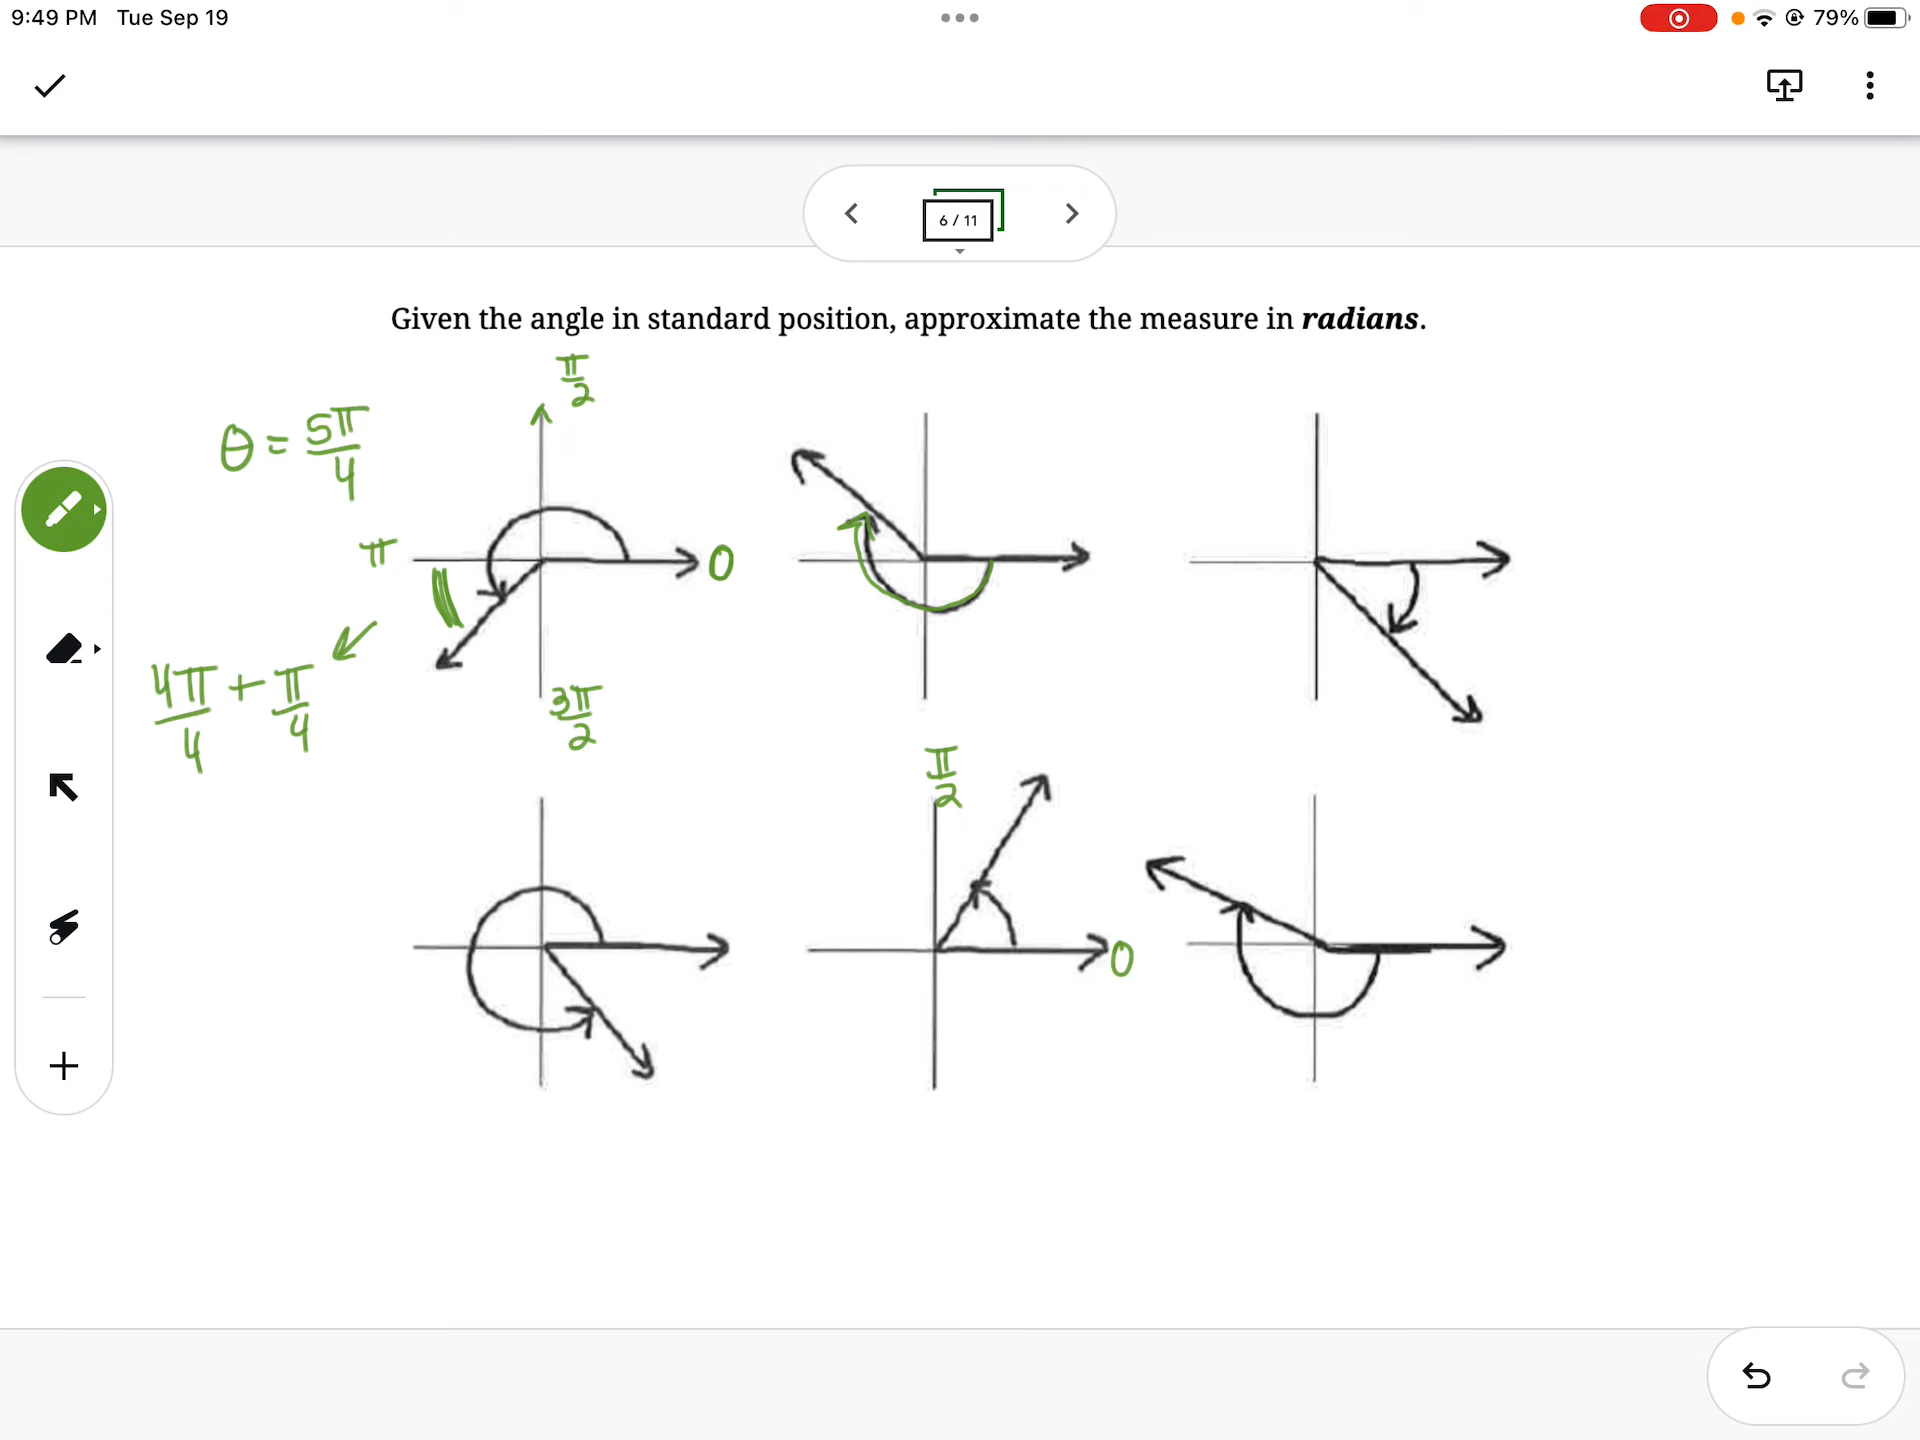 9:49 PM Tue Sep 19
79%
6 / 11
Given the angle in standard position, approximate the measure in radians.
π/2
θ = 5π/4
π
0
4π/4 + π/4
3π/2
π/2
0